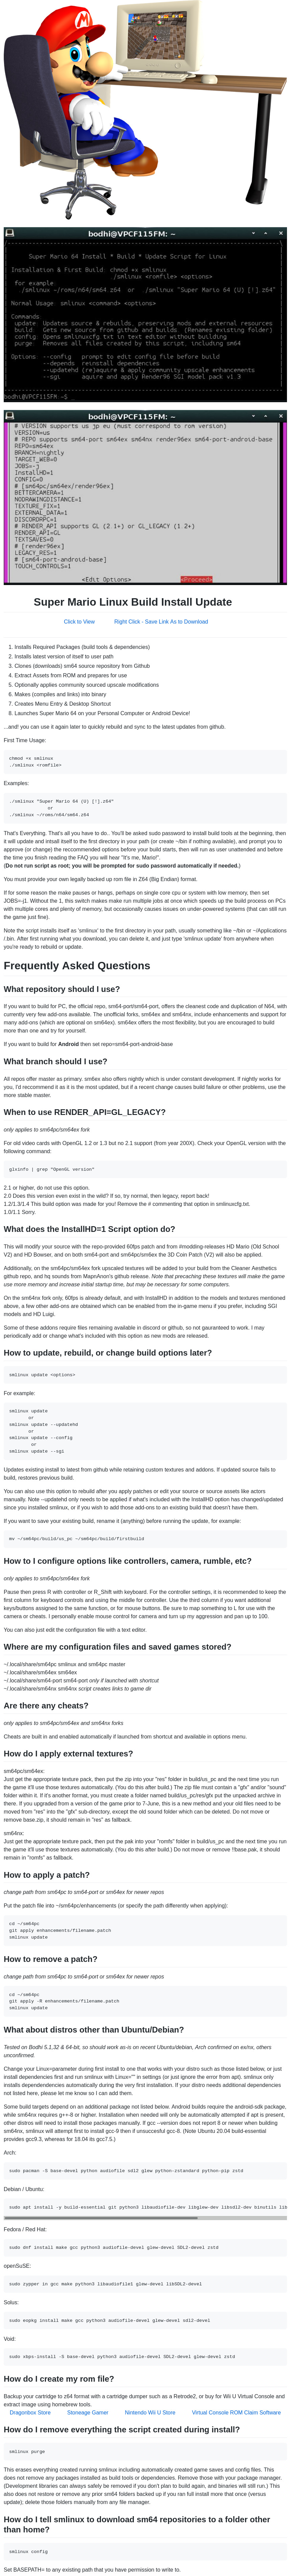 bodhi@VPCF115FM: ~
Super Mario 64 Install * Build * Update Script for Linux
Installation & First Build: chmod +x smlinux
./smlinux <romfile> <options>
for example:
./smlinux ~/roms/n64/sm64.z64 or ./smlinux "Super Mario 64 (U) [!].z64"
Normal Usage: smlinux <command> <options>
Commands
update: Updates source & rebuilds, preserving mods and external resources
build: Gets new source from github and builds. (Renames existing folder)
config: Opens smlinuxcfg.txt in text editor without building
purge: Removes all files created by this script, including sm64
Options: --config prompt to edit config file before build
--depends reinstall dependencies
--updatehd (re)aquire & apply community upscale enhancements
--sgi aquire and apply Render96 SGI model pack v1.3
bodhi@VPCF115FM:~$
bodhi@VPCF115FM: ~
# VERSION supports us jp eu (must correspond to rom version)
VERSION=us
# REPO supports sm64-port sm64ex sm64nx render96ex sm64-port-android-base
REPO=sm64ex
BRANCH=nightly
TARGET_WEB=0
JOBS=-j
InstallHD=1
CONFIG=0
# [sm64pc/sm64ex/render96ex]
BETTERCAMERA=1
NODRAWINGDISTANCE=1
TEXTURE_FIX=1
EXTERNAL_DATA=1
DISCORDRPC=1
# RENDER_API supports GL (2.1+) or GL_LEGACY (1.2+)
RENDER_API=GL
TEXTSAVES=0
# [render96ex]
LEGACY_RES=1
# [sm64-port-android-base]
TOUCH_CONTROLS=1
<Edit Options> <Proceed>
Super Mario Linux Build Install Update
Click to View Right Click - Save Link As to Download
1. Installs Required Packages (build tools & dependencies)
2. Installs latest version of itself to user path
3. Clones (downloads) sm64 source repository from Github
4. Extract Assets from ROM and prepares for use
5. Optionally applies community sourced upscale modifications
6. Makes (compiles and links) into binary
7. Creates Menu Entry & Desktop Shortcut
8. Launches Super Mario 64 on your Personal Computer or Android Device!
...and! you can use it again later to quickly rebuild and sync to the latest updates from github.
First Time Usage:
chmod +x smlinux
./smlinux <romfile>
Examples:
./smlinux "Super Mario 64 (U) [!].z64"
or
./smlinux ~/roms/n64/sm64.z64
That's Everything. That's all you have to do.. You'll be asked sudo password to install build tools at the beginning, then
it will update and intsall itself to the first directory in your path (or create ~/bin if nothing is available), and prompt you to
approve (or change) the recommended options before your build starts, then will run as user unattended and before
the time you finish reading the FAQ you will hear "It's me, Mario!".
(Do not run script as root; you will be prompted for sudo password automatically if needed.)
You must provide your own legally backed up rom file in Z64 (Big Endian) format.
If for some reason the make pauses or hangs, perhaps on single core cpu or system with low memory, then set
JOBS=-j1. Without the 1, this switch makes make run multiple jobs at once which speeds up the build process on PCs
with multiple cores and plenty of memory, but occasionally causes issues on under-powered systems (that can still run
the game just fine).
Note the script installs itself as 'smlinux' to the first directory in your path, usually something like ~/bin or ~/Applications
/.bin. After first running what you download, you can delete it, and just type 'smlinux update' from anywhere when
you're ready to rebuild or update.
Frequently Asked Questions
What repository should I use?
If you want to build for PC, the official repo, sm64-port/sm64-port, offers the cleanest code and duplication of N64, with
currently very few add-ons available. The unofficial forks, sm64ex and sm64nx, include enhancements and support for
many add-ons (which are optional on sm64ex). sm64ex offers the most flexibility, but you are encouraged to build
more than one and try for yourself.
If you want to build for Android then set repo=sm64-port-android-base
What branch should I use?
All repos offer master as primary. sm6ex also offers nightly which is under constant development. If nightly works for
you, I'd reccommend it as it is the most updated, but if a recent change causes build failure or other problems, use the
more stable master.
When to use RENDER_API=GL_LEGACY?
only applies to sm64pc/sm64ex fork
For old video cards with OpenGL 1.2 or 1.3 but no 2.1 support (from year 200X). Check your OpenGL version with the
following command:
glxinfo | grep "OpenGL version"
2.1 or higher, do not use this option.
2.0 Does this version even exist in the wild? If so, try normal, then legacy, report back!
1.2/1.3/1.4 This build option was made for you! Remove the # commenting that option in smlinuxcfg.txt.
1.0/1.1 Sorry.
What does the InstallHD=1 Script option do?
This will modify your source with the repo-provided 60fps patch and from #modding-releases HD Mario (Old School
V2) and HD Bowser, and on both sm64-port and sm64pc/sm6ex the 3D Coin Patch (V2) will also be applied.
Additionally, on the sm64pc/sm64ex fork upscaled textures will be added to your build from the Cleaner Aesthetics
github repo, and hq sounds from MappAnon's github release. Note that precaching these textures will make the game
use more memory and increase initial startup time, but may be necessary for some computers.
On the sm64nx fork only, 60fps is already default, and with InstallHD in addition to the models and textures mentioned
above, a few other add-ons are obtained which can be enabled from the in-game menu if you prefer, including SGI
models and HD Luigi.
Some of these addons require files remaining available in discord or github, so not gauranteed to work. I may
periodically add or change what's included with this option as new mods are released.
How to update, rebuild, or change build options later?
smlinux update <options>
For example:
smlinux update
or
smlinux update --updatehd
or
smlinux update --config
or
smlinux update --sgi
Updates existing install to latest from github while retaining custom textures and addons. If updated source fails to
build, restores previous build.
You can also use this option to rebuild after you apply patches or edit your source or source assets like actors
manually. Note --updatehd only needs to be applied if what's included with the InstallHD option has changed/updated
since you installed smlinux, or if you wish to add those add-ons to an existing build that doesn't have them.
If you want to save your existing build, rename it (anything) before running the update, for example:
mv ~/sm64pc/build/us_pc ~/sm64pc/build/firstbuild
How to I configure options like controllers, camera, rumble, etc?
only applies to sm64pc/sm64ex fork
Pause then press R with controller or R_Shift with keyboard. For the controller settings, it is recommended to keep the
first column for keyboard controls and using the middle for controller. Use the third column if you want additional
keys/buttons assigned to the same function, or for mouse buttons. Be sure to map something to L for use with the
camera or cheats. I personally enable mouse control for camera and turn up my aggression and pan up to 100.
You can also just edit the configuration file with a text editor.
Where are my configuration files and saved games stored?
~/.local/share/sm64pc smlinux and sm64pc master
~/.local/share/sm64ex sm64ex
~/.local/share/sm64-port sm64-port only if launched with shortcut
~/.local/share/sm64nx sm64nx script creates links to game dir
Are there any cheats?
only applies to sm64pc/sm64ex and sm64nx forks
Cheats are built in and enabled automatically if launched from shortcut and available in options menu.
How do I apply external textures?
sm64pc/sm64ex:
Just get the appropriate texture pack, then put the zip into your "res" folder in build/us_pc and the next time you run
the game it'll use those textures automatically. (You do this after build.) The zip file must contain a "gfx" and/or "sound"
folder within it. If it's another format, you must create a folder named build/us_pc/res/gfx put the unpacked archive in
there. If you upgraded from a version of the game prior to 7-June, this is a new method and your old files need to be
moved from "res" into the "gfx" sub-directory, except the old sound folder which can be deleted. Do not move or
remove base.zip, it should remain in "res" as fallback.
sm64nx:
Just get the appropriate texture pack, then put the pak into your "romfs" folder in build/us_pc and the next time you run
the game it'll use those textures automatically. (You do this after build.) Do not move or remove !!base.pak, it should
remain in "romfs" as fallback.
How to apply a patch?
change path from sm64pc to sm64-port or sm64ex for newer repos
Put the patch file into ~/sm64pc/enhancements (or specify the path differently when applying):
cd ~/sm64pc
git apply enhancements/filename.patch
smlinux update
How to remove a patch?
change path from sm64pc to sm64-port or sm64ex for newer repos
cd ~/sm64pc
git apply -R enhancements/filename.patch
smlinux update
What about distros other than Ubuntu/Debian?
Tested on Bodhi 5.1,32 & 64-bit, so should work as-is on recent Ubuntu/debian, Arch confirmed on ex/nx, others
unconfirmed.
Change your Linux=parameter during first install to one that works with your distro such as those listed below, or just
install dependencies first and run smlinux with Linux="" in settings (or just ignore the error from apt). smlinux only
installs dependenciies automatically during the very first installation. If your distro needs additional dependencies
not listed here, please let me know so I can add them.
Some build targets depend on an additional package not listed below. Android builds require the android-sdk package,
while sm64nx requires g++-8 or higher. Installation when needed will only be automatically attempted if apt is present,
other distros will need to install those packages manually. If gcc --version does not report 8 or newer when building
sm64nx, smlinux will attempt first to install gcc-9 then if unsuccessful gcc-8. (Note Ubuntu 20.04 build-essential
provides gcc9.3, whereas for 18.04 its gcc7.5.)
Arch:
sudo pacman -S base-devel python audiofile sdl2 glew python-zstandard python-pip zstd
Debian / Ubuntu:
sudo apt install -y build-essential git python3 libaudiofile-dev libglew-dev libsdl2-dev binutils lib
Fedora / Red Hat:
sudo dnf install make gcc python3 audiofile-devel glew-devel SDL2-devel zstd
openSuSE:
sudo zypper in gcc make python3 libaudiofile1 glew-devel libSDL2-devel
Solus:
sudo eopkg install make gcc python3 audiofile-devel glew-devel sdl2-devel
Void:
sudo xbps-install -S base-devel python3 audiofile-devel SDL2-devel glew-devel zstd
How do I create my rom file?
Backup your cartridge to z64 format with a cartridge dumper such as a Retrode2, or buy for Wii U Virtual Console and
extract image using homebrew tools.
Dragonbox Store Stoneage Gamer Nintendo Wii U Store Virtual Console ROM Claim Software
How do I remove everything the script created during install?
smlinux purge
This erases everything created running smlinux including automatically created game saves and config files. This
does not remove any packages installed as build tools or dependencies. Remove those with your package manager.
(Development libraries can always safely be removed if you don't plan to build again, and binaries will still run.) This
also does not restore or remove any prior sm64 folders backed up if you ran full install more that once (versus
update); delete those folders manually from any file manager.
How do I tell smlinux to download sm64 repositories to a folder other
than home?
smlinux config
Set BASEPATH= to any existing path that you have permission to write to.